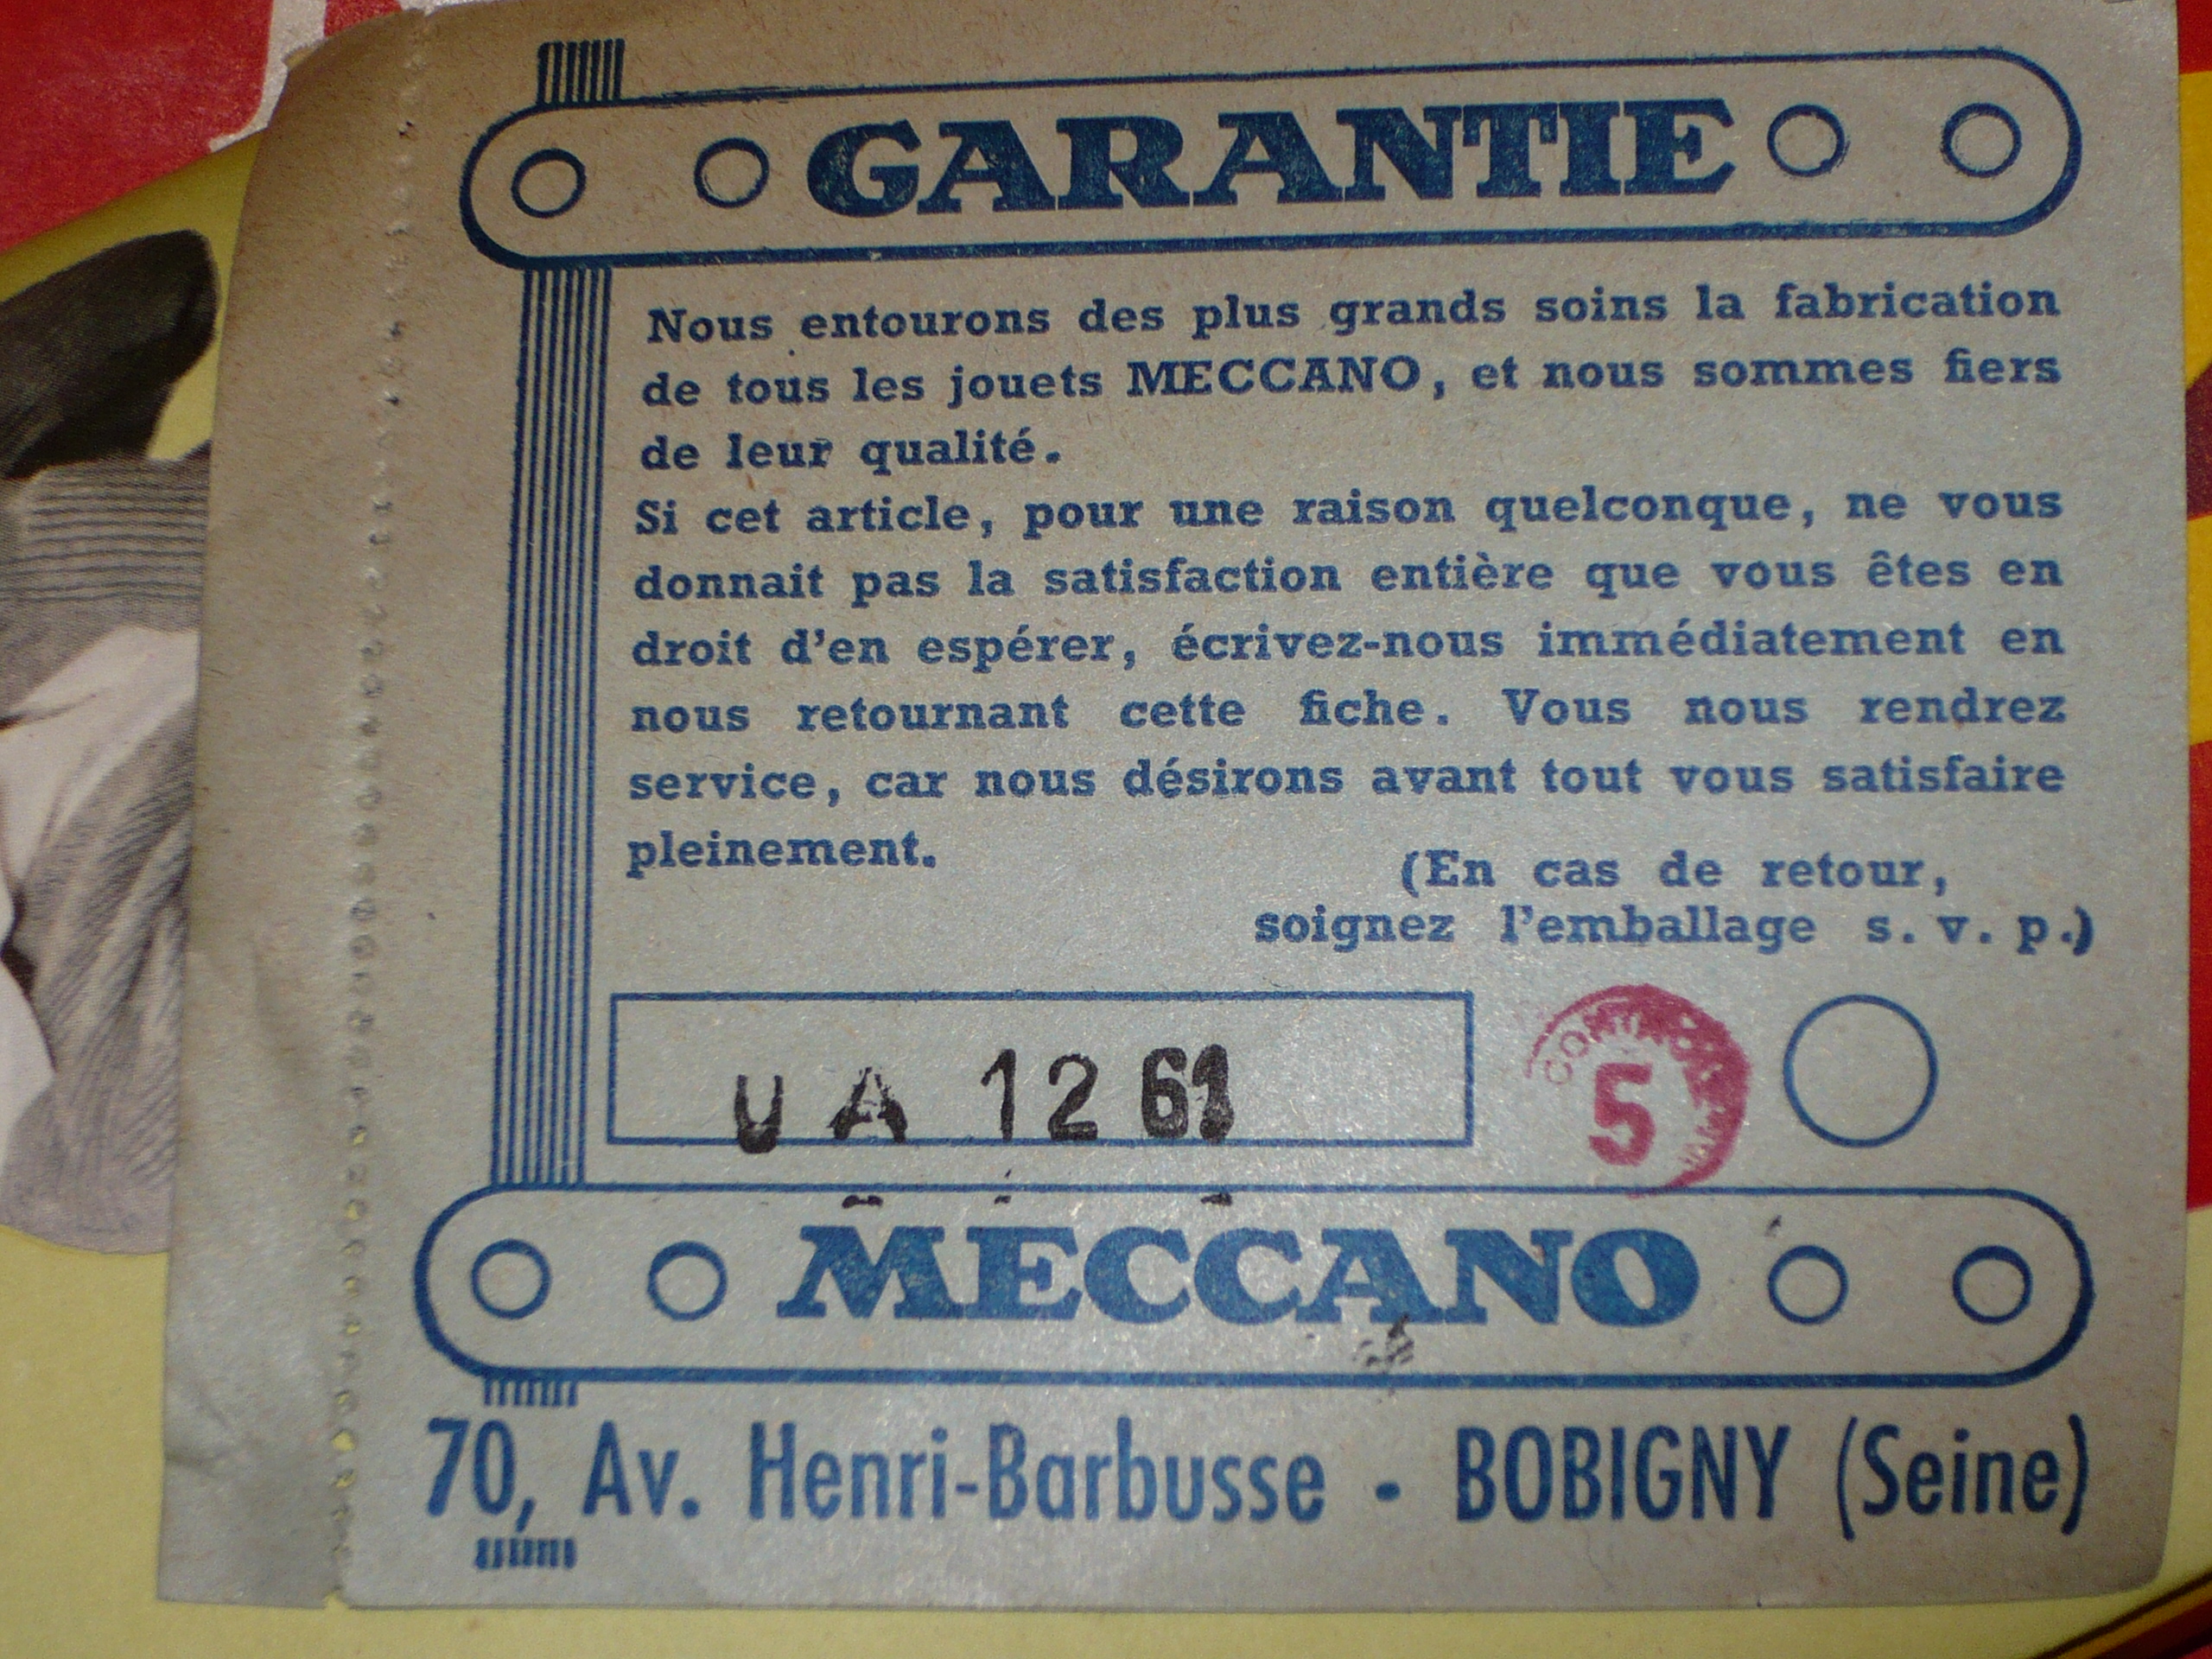 GARANTIE
Nous entourons des plus grands soins la fabrication
de tous les jouets MECCANO, et nous sommes fiers
de leur qualité.
Si cet article, pour une raison quelconque, ne vous
donnait pas la satisfaction entière que vous êtes en
droit d'en espérer, écrivez-nous immédiatement en
nous retournant cette fiche. Vous nous rendrez
service, car nous désirons avant tout vous satisfaire
pleinement.
(En cas de retour,
soignez l'emballage s. v. p.)
UA 12 61
5
MECCANO
70, Av. Henri-Barbusse - BOBIGNY (Seine)